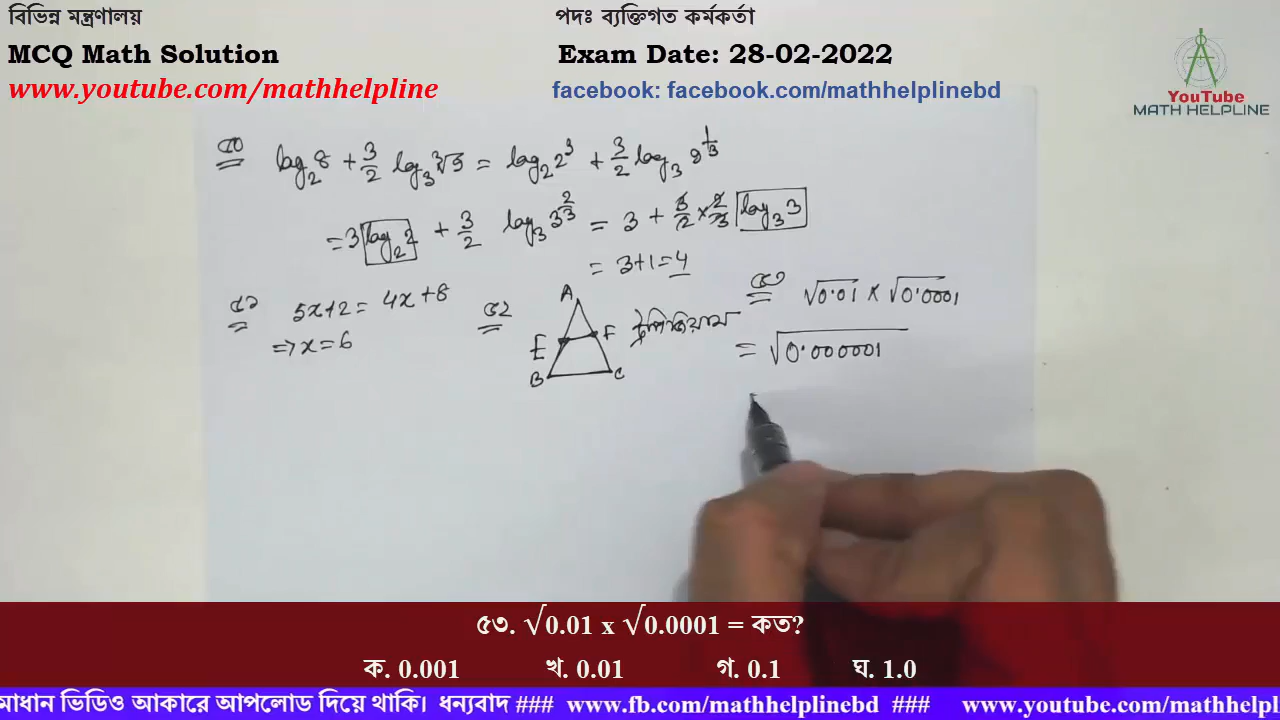 বিভিন্ন মন্ত্রণালয়
পদঃ ব্যক্তিগত কর্মকর্তা
MCQ Math Solution
Exam Date: 28-02-2022
www.youtube.com/mathhelpline
facebook: facebook.com/mathhelplinebd
YouTube
MATH HELPLINE
৫০ log₂8 + 3/2 log₃ ∛9 = log₂2³ + 3/2 log₃ 9^(1/3)
= 3 log₂2 + 3/2 log₃3^(2/3) = 3 + 3/2 × 2/3 log₃3
= 3+1 = 4
৫১ 5x+2 = 4x+8
⇒ x = 6
৫২ A
E F
B C
ট্রাপিজিয়াম
৫৩ √0.01 × √0.0001
= √0.000001
৫৩. √0.01 x √0.0001 = কত?
ক. 0.001 খ. 0.01 গ. 0.1 ঘ. 1.0
মাধান ভিডিও আকারে আপলোড দিয়ে থাকি। ধন্যবাদ ### www.fb.com/mathhelplinebd ### www.youtube.com/mathhelpl